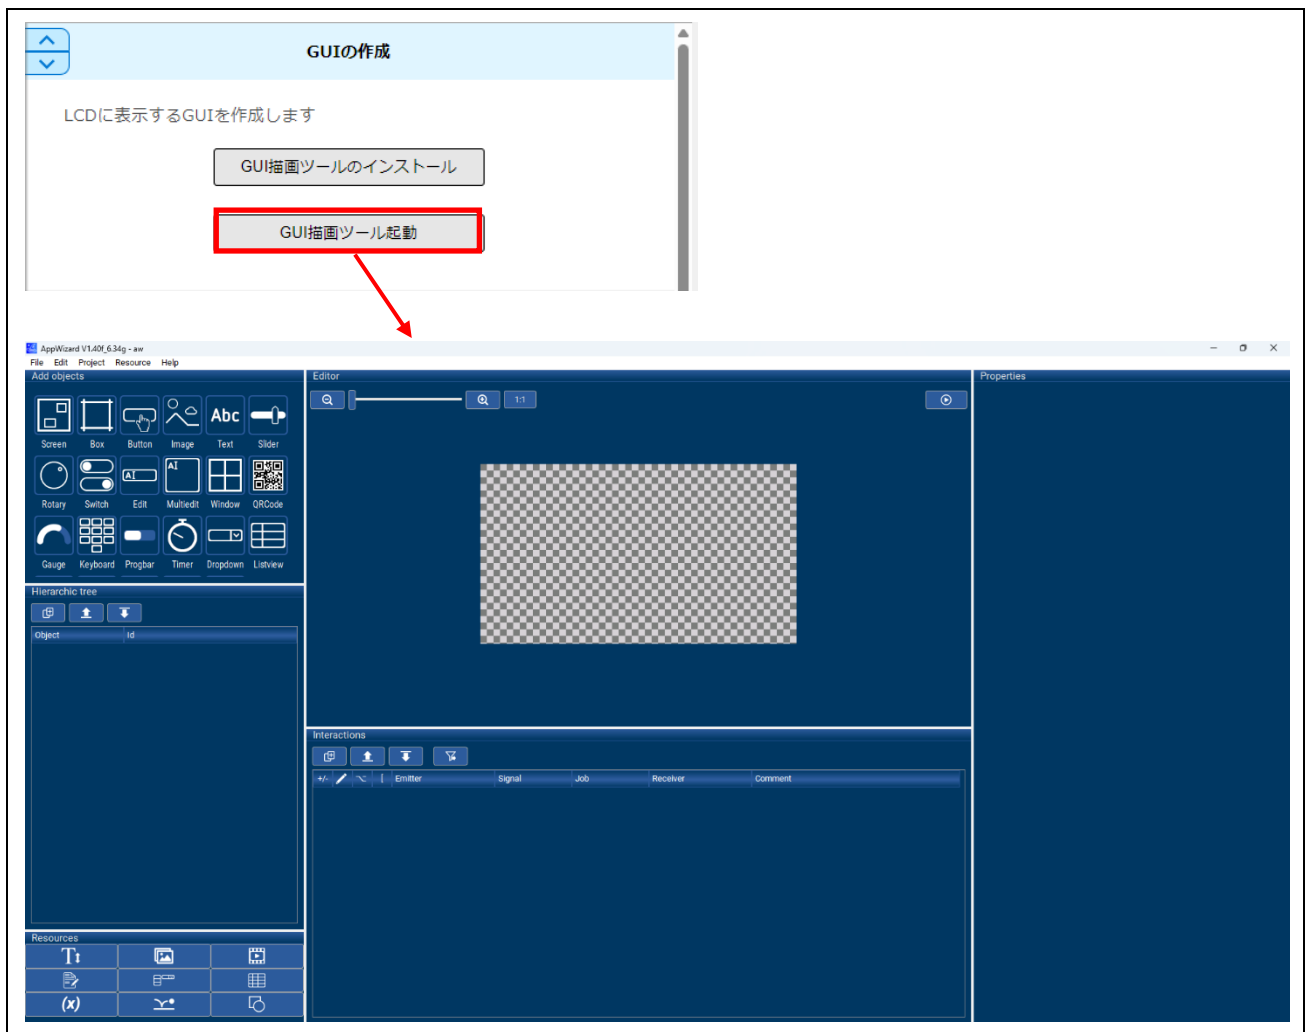 GUIの作成
LCDに表示するGUIを作成します
GUI描画ツールのインストール
GUI描画ツール起動
AppWizard V1.40f_6.34g - aw
File Edit Project Resource Help
Add objects
Abc
Screen Box Button Image Text Slider
AI
AI
Rotary Switch Edit Multiedit Window QRCode
Gauge Keyboard Progbar Timer Dropdown Listview
Hierarchic tree
Object Id
Resources
T
(x)
Editor
1:1
Interactions
+/- [ Emitter Signal Job Receiver Comment
Properties